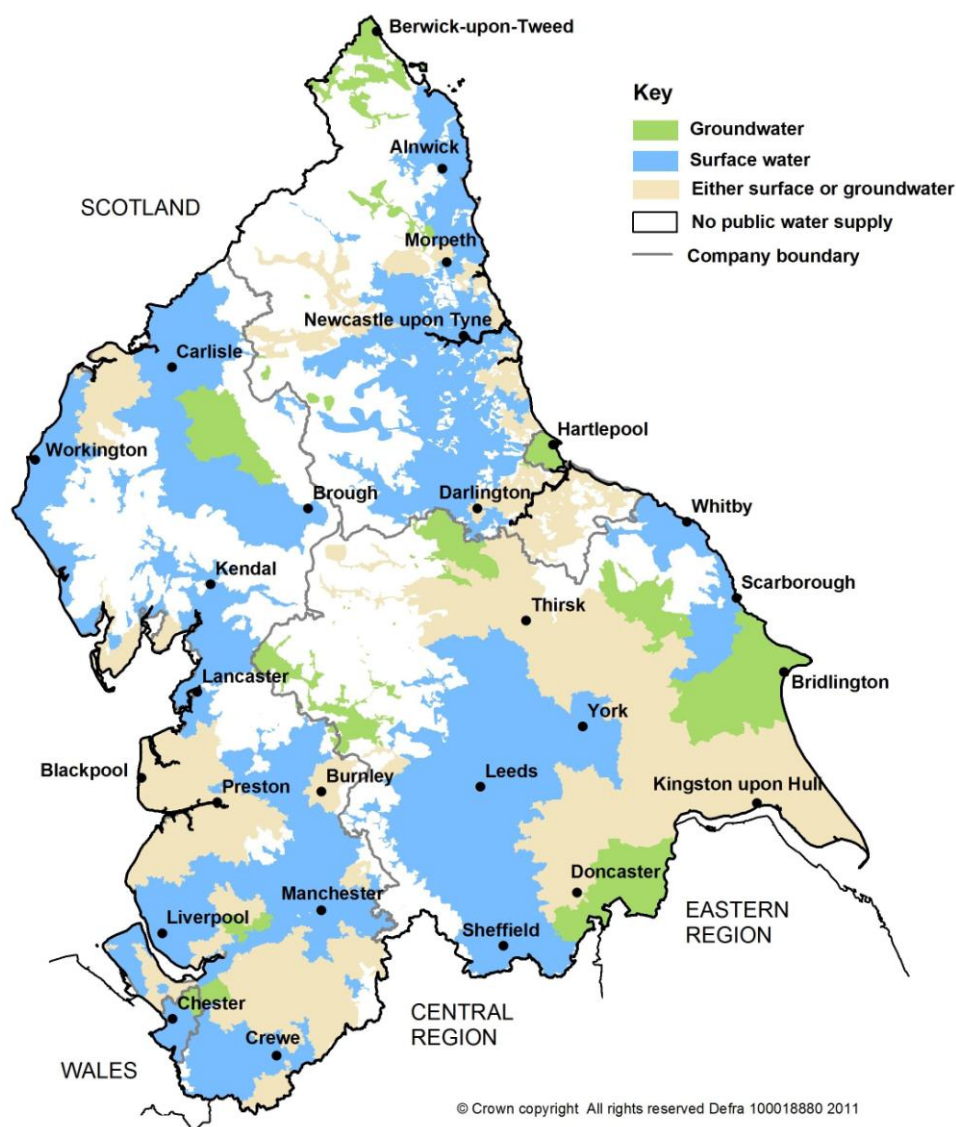 Berwick-upon-Tweed
Key
Groundwater
Surface water
Either surface or groundwater
No public water supply
Company boundary
Alnwick
SCOTLAND
Morpeth
Newcastle upon Tyne
Carlisle
Hartlepool
Workington
Brough
Darlington
Whitby
Kendal
Scarborough
Thirsk
Lancaster
Bridlington
York
Blackpool
Preston
Burnley
Leeds
Kingston upon Hull
Doncaster
Manchester
Liverpool
Sheffield
EASTERN
REGION
Chester
CENTRAL
REGION
Crewe
WALES
© Crown copyright All rights reserved Defra 100018880 2011